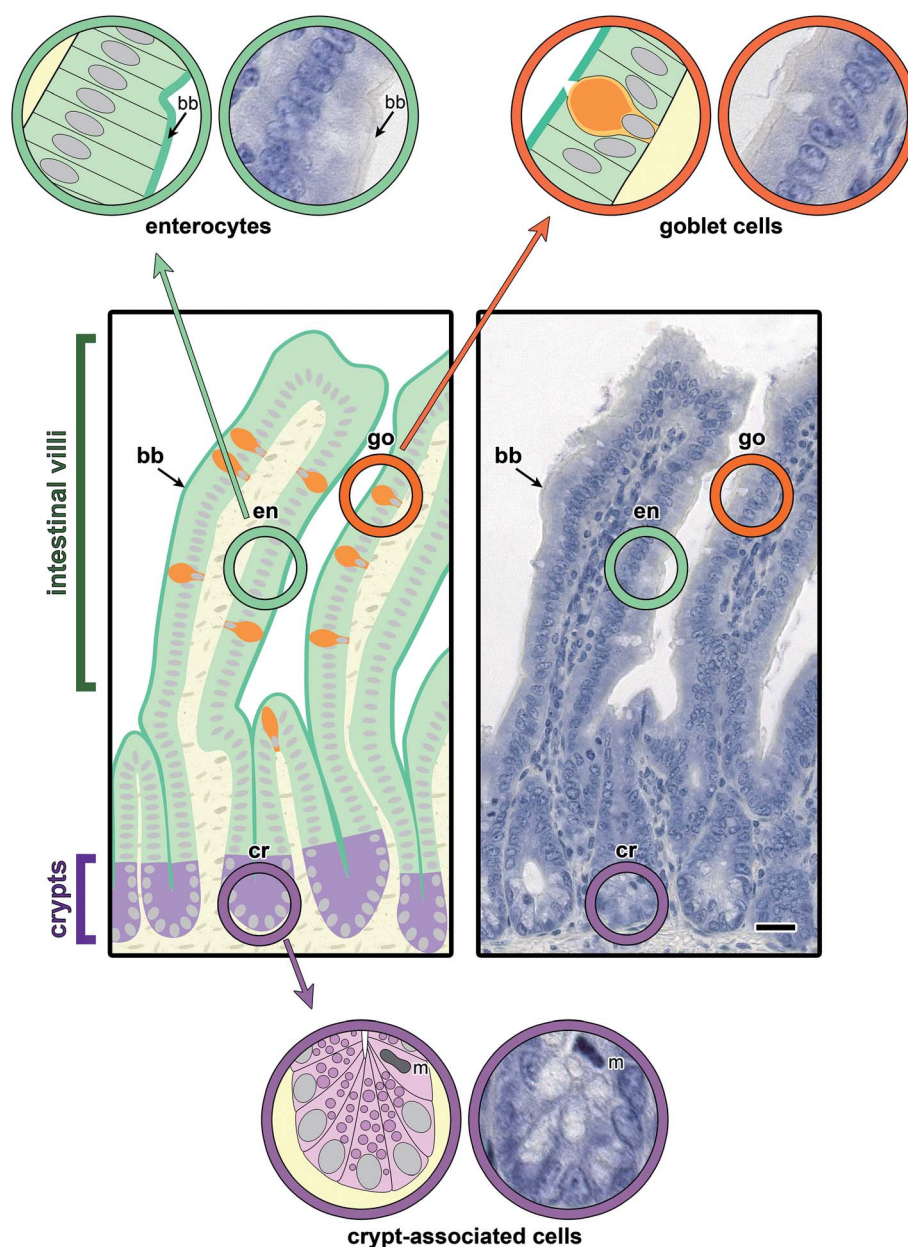 bb
bb
enterocytes
goblet cells
intestinal villi
bb
en
go
bb
en
go
crypts
cr
cr
m
m
crypt-associated cells